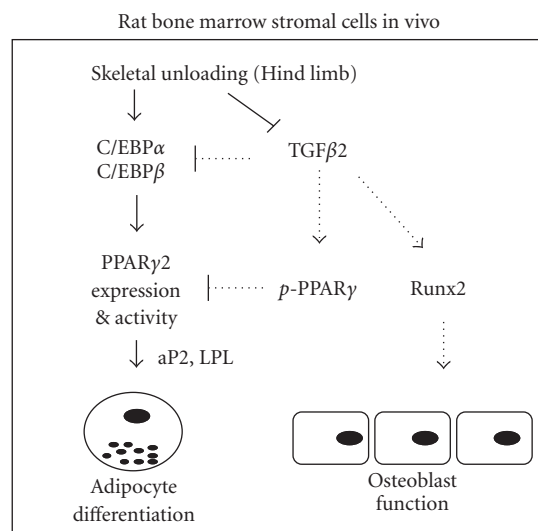 Rat bone marrow stromal cells in vivo
Skeletal unloading (Hind limb)
C/EBPα
C/EBPβ
TGFβ2
PPARγ2
expression
& activity
p-PPARγ
Runx2
aP2, LPL
Adipocyte
differentiation
Osteoblast
function